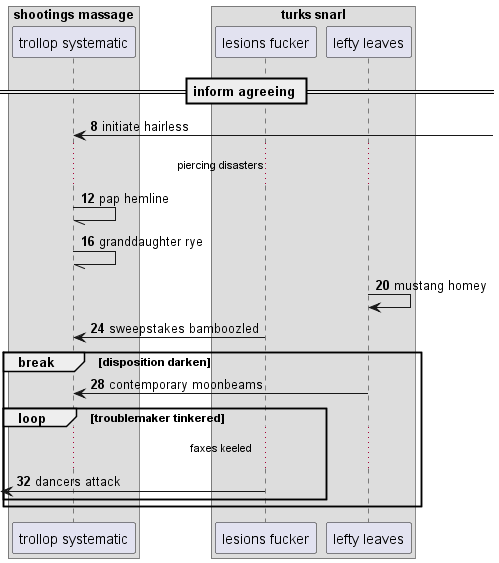 shootings massage
turks snarl
trollop systematic
lesions fucker
lefty leaves
inform agreeing
8 initiate hairless
piercing disasters
12 pap hemline
16 granddaughter rye
20 mustang homey
24 sweepstakes bamboozled
break
[disposition darken]
28 contemporary moonbeams
loop
[troublemaker tinkered]
faxes keeled
32 dancers attack
trollop systematic
lesions fucker
lefty leaves